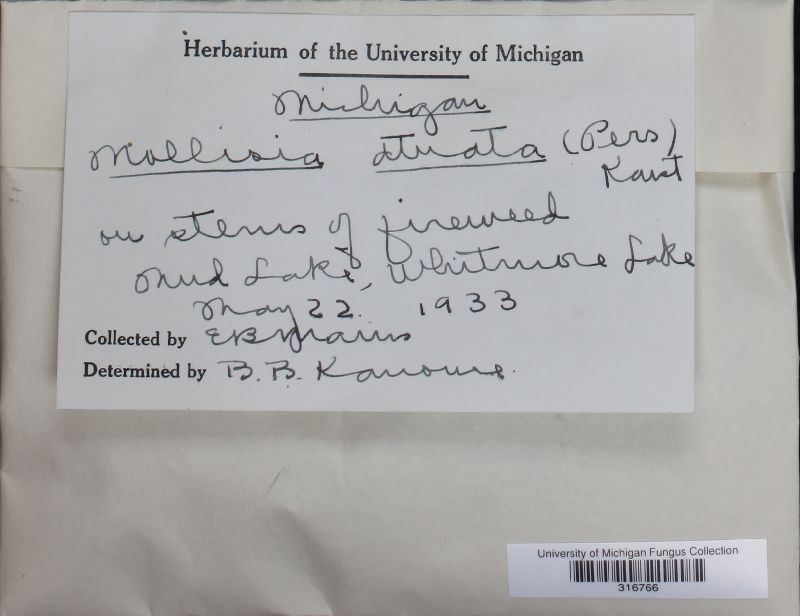 Herbarium of the University of Michigan
Michigan
Mollisia atrata (Pers)
Karst
on stems of fireweed
Mud Lake, Whitmore Lake
May 22. 1933
Collected by EB Mains
Determined by B. B. Kanouse.
University of Michigan Fungus Collection
316766